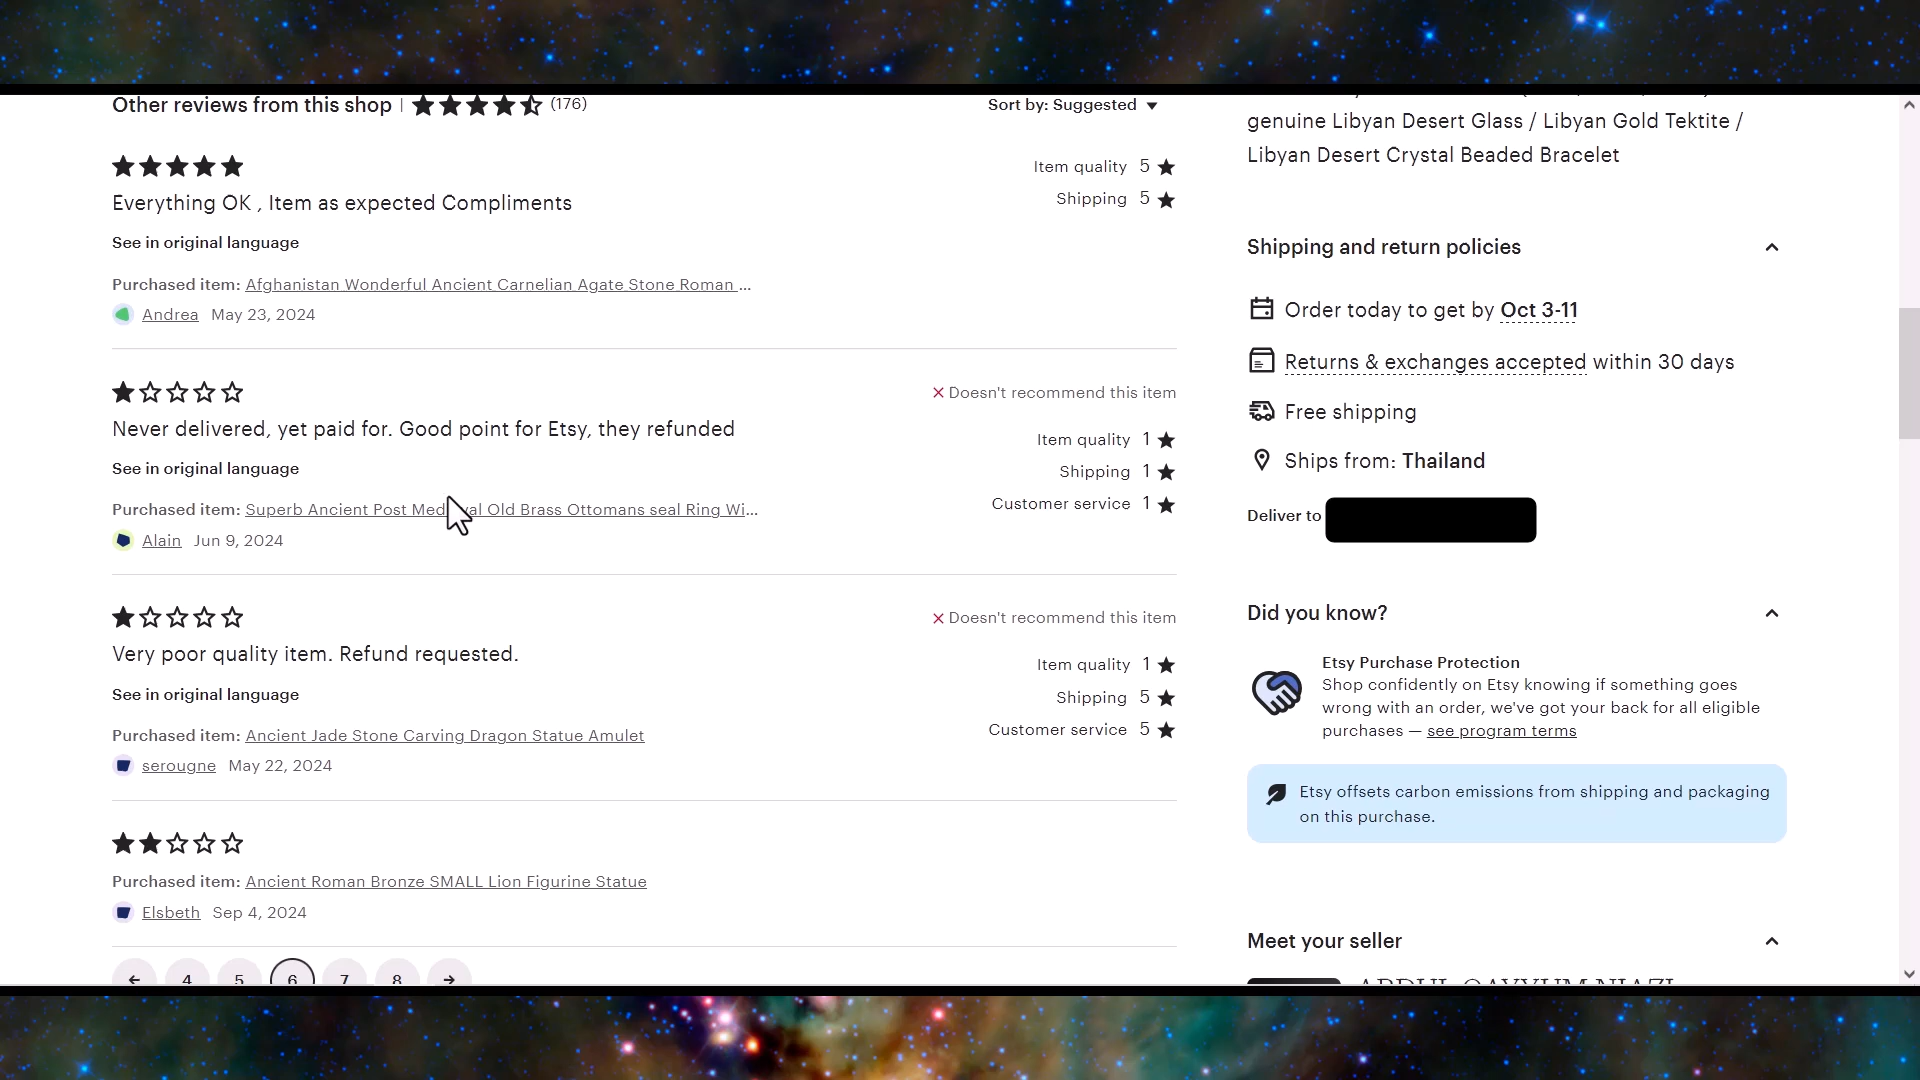 Other reviews from this shop | (176)
Sort by: Suggested
Everything OK , Item as expected Compliments
See in original language
Purchased item: Afghanistan Wonderful Ancient Carnelian Agate Stone Roman ...
Andrea May 23, 2024
Item quality 5
Shipping 5
Never delivered, yet paid for. Good point for Etsy, they refunded
See in original language
Purchased item: Superb Ancient Post Medieval Old Brass Ottomans seal Ring Wi...
Alain Jun 9, 2024
Doesn't recommend this item
Item quality 1
Shipping 1
Customer service 1
Very poor quality item. Refund requested.
See in original language
Purchased item: Ancient Jade Stone Carving Dragon Statue Amulet
serougne May 22, 2024
Doesn't recommend this item
Item quality 1
Shipping 5
Customer service 5
Purchased item: Ancient Roman Bronze SMALL Lion Figurine Statue
Elsbeth Sep 4, 2024
4 5 6 7 8
genuine Libyan Desert Glass / Libyan Gold Tektite /
Libyan Desert Crystal Beaded Bracelet
Shipping and return policies
Order today to get by Oct 3-11
Returns & exchanges accepted within 30 days
Free shipping
Ships from: Thailand
Deliver to
Did you know?
Etsy Purchase Protection
Shop confidently on Etsy knowing if something goes
wrong with an order, we've got your back for all eligible
purchases — see program terms
Etsy offsets carbon emissions from shipping and packaging
on this purchase.
Meet your seller
ABDUL QAYYUM NIAZI